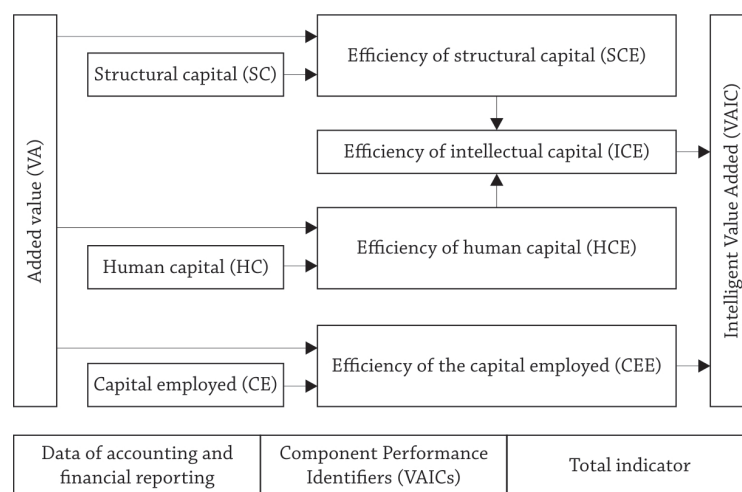 Added value (VA)
Structural capital (SC)
Human capital (HC)
Capital employed (CE)
Efficiency of structural capital (SCE)
Efficiency of intellectual capital (ICE)
Efficiency of human capital (HCE)
Efficiency of the capital employed (CEE)
Intelligent Value Added (VAIC)
Data of accounting and
financial reporting
Component Performance
Identifiers (VAICs)
Total indicator